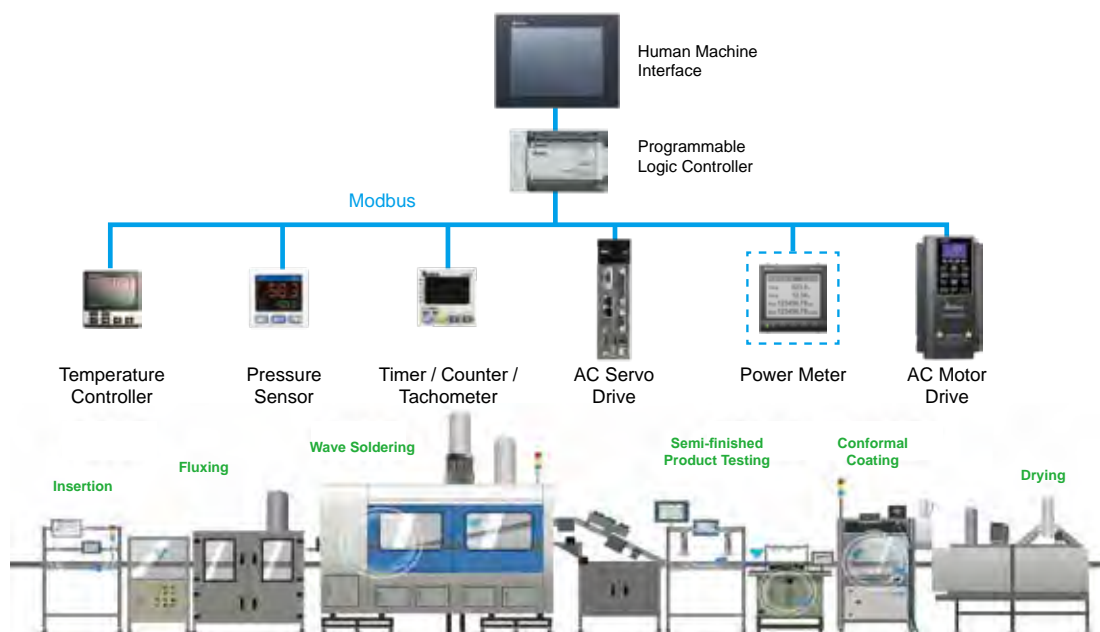 Human Machine
Interface
Programmable
Logic Controller
Modbus
Temperature
Controller
Pressure
Sensor
Timer / Counter /
Tachometer
AC Servo
Drive
Power Meter
AC Motor
Drive
Insertion
Fluxing
Wave Soldering
Semi-finished
Product Testing
Conformal
Coating
Drying